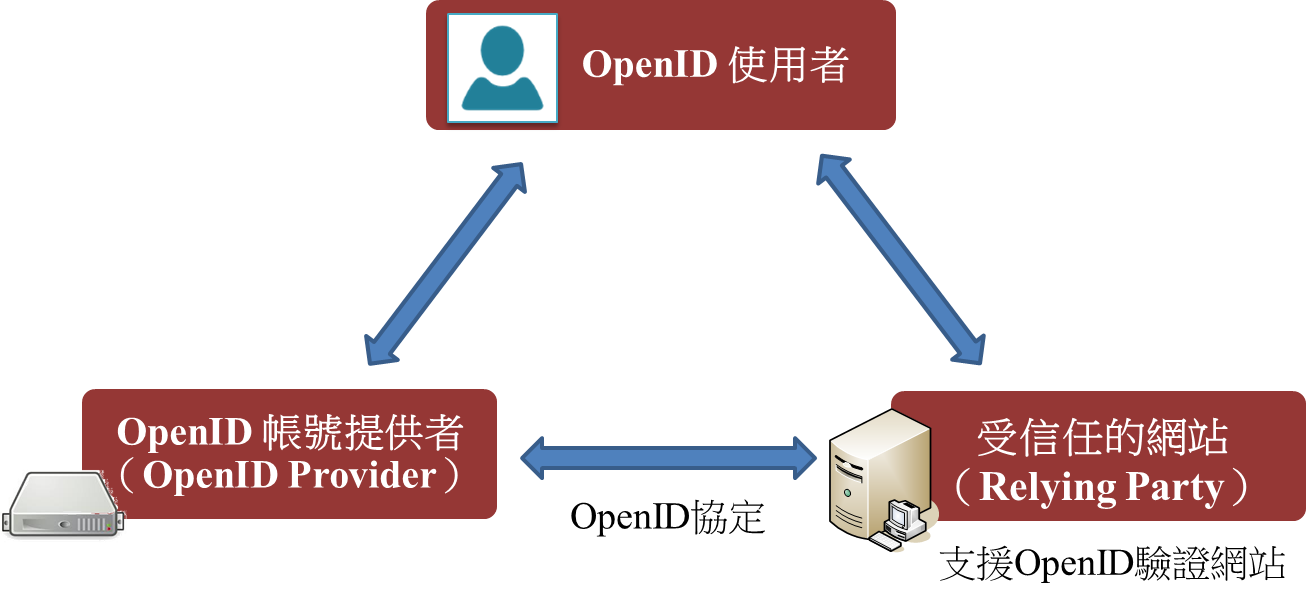 OpenID 使用者
OpenID 帳號提供者
（OpenID Provider）
受信任的網站
（Relying Party）
OpenID協定
支援OpenID驗證網站